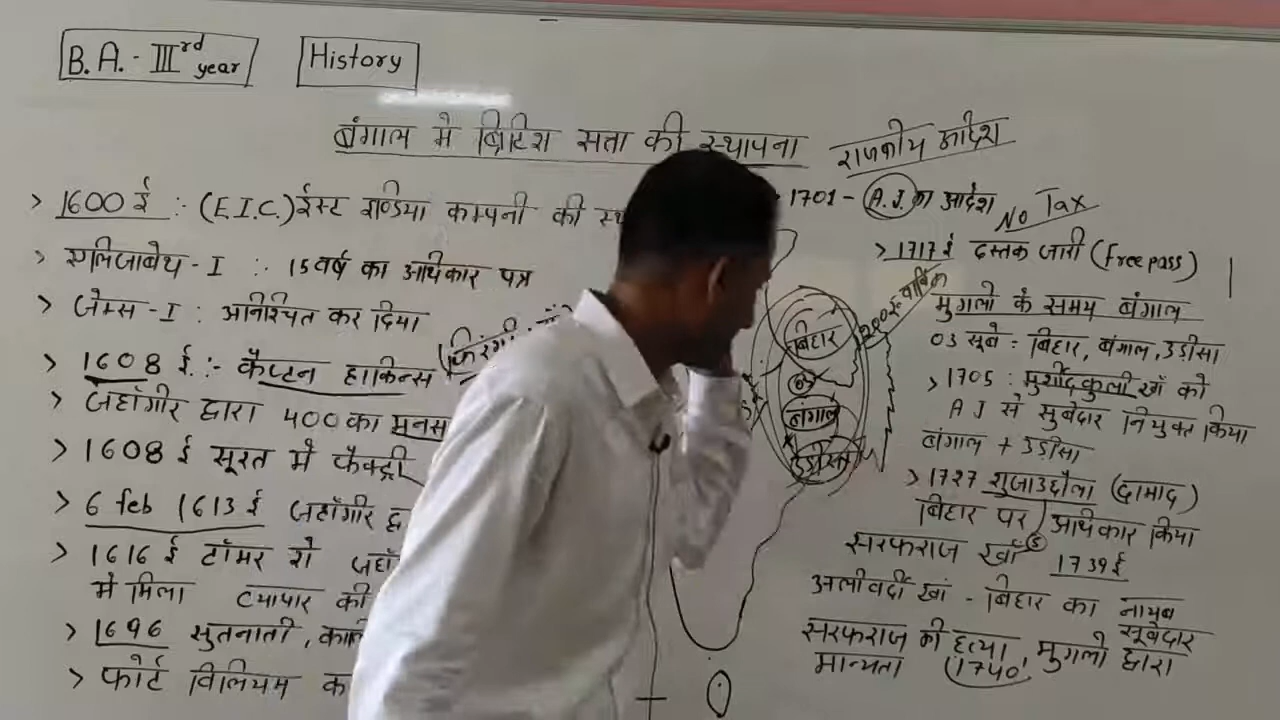 B. A. - IIIrd year
History
बंगाल मे ब्रिटिश सत्ता की स्थापना
राजकीय आदेश
> 1600 ई :- (E.I.C.) ईस्ट इण्डिया कम्पनी की
> एलिजाबेथ - I :. 15 वर्ष का अधिकार पत्र
> जेम्स - I : अनिश्चित कर दिया
> 1608 ई. :- कैप्टन हाकिन्स (फिरंगी
> जहाँगीर द्वारा 400 का मनस
> 1608 ई सूरत में फैक्ट्री
> 6 feb 1613 ई जहाँगीर
> 1616 ई टॉमर रो
मे मिला व्यापार की
> 1696 सुतनाती,
> फोर्ट विलियम
1701 - A.J का आदेश
No Tax
> 1717 ई दस्तक जारी (free pass)
मुगलो के समय बंगाल
03 सूबे : बिहार, बंगाल, उडीसा
> 1705 : मुर्शीदकुली खाँ को
A J से सुबेदार नियुक्त किया
बंगाल + उडीसा
> 1727 शुजाउद्दौला (दामाद)
बिहार पर अधिकार किया
सरफराज खाँ 1739 ई
अलीवर्दी खां - बिहार का नायब
सूबेदार
सरफराज की हत्या मुगलो द्वारा
मान्यता (1740)
बिहार
03
बंगाल
उडीसा